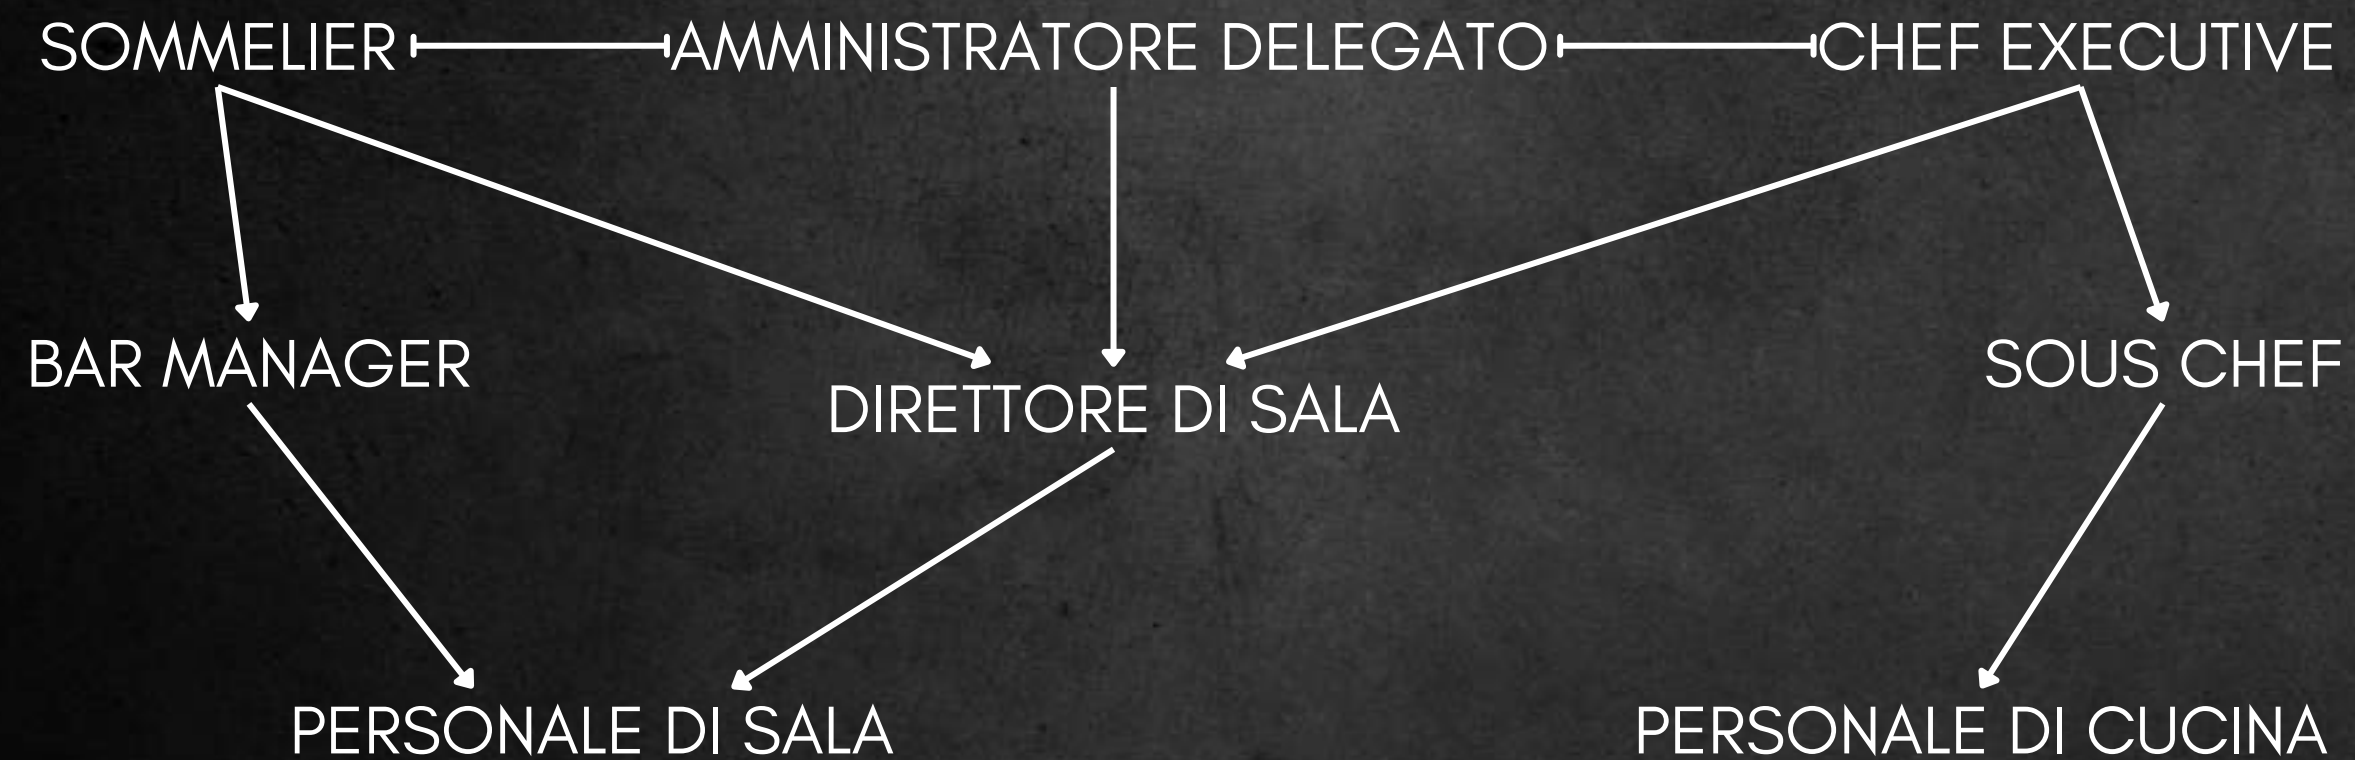 SOMMELIER AMMINISTRATORE DELEGATO CHEF EXECUTIVE
BAR MANAGER
SOUS CHEF
DIRETTORE DI SALA
PERSONALE DI SALA
PERSONALE DI CUCINA